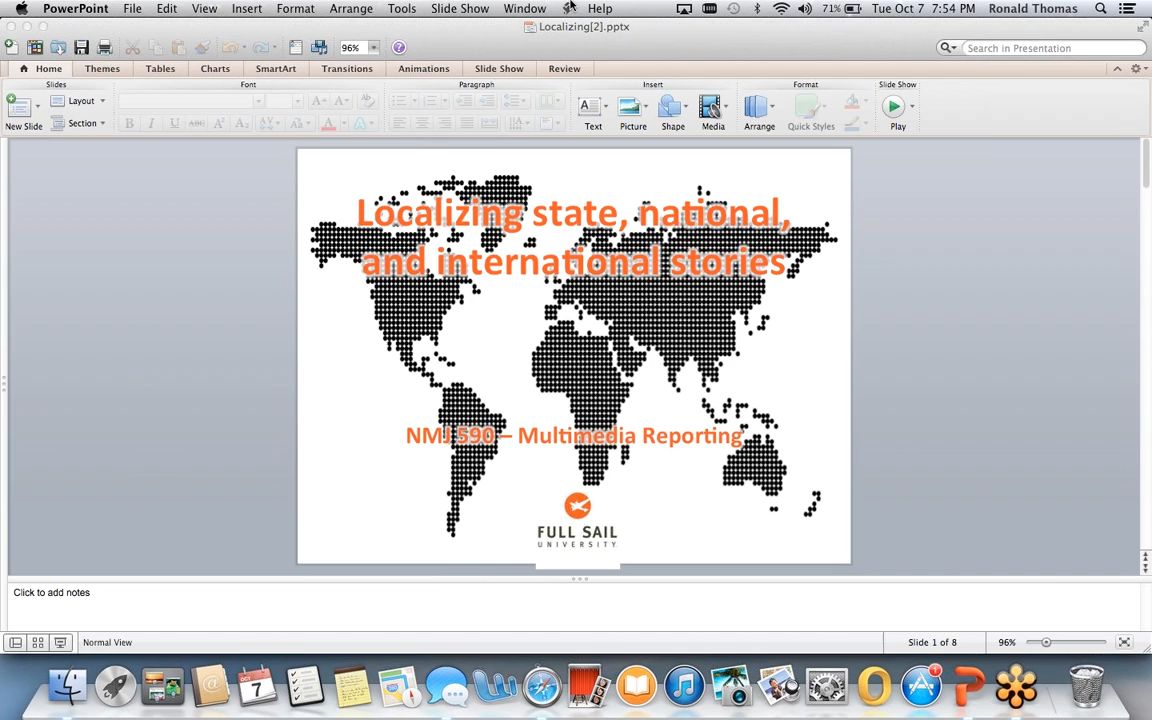 PowerPoint File Edit View Insert Format Arrange Tools Slide Show Window Help 71% Tue Oct 7 7:54 PM Ronald Thomas
Localizing[2].pptx
96% Search in Presentation
Home Themes Tables Charts SmartArt Transitions Animations Slide Show Review
Slides Font Paragraph Insert Format Slide Show
Layout
New Slide Section
B I U ABC A A Text Picture Shape Media Arrange Quick Styles Play
Localizing state, national,
and international stories
NMJ 590 – Multimedia Reporting
FULL SAIL
UNIVERSITY.
Click to add notes
Normal View Slide 1 of 8 96%
OCT
7
1